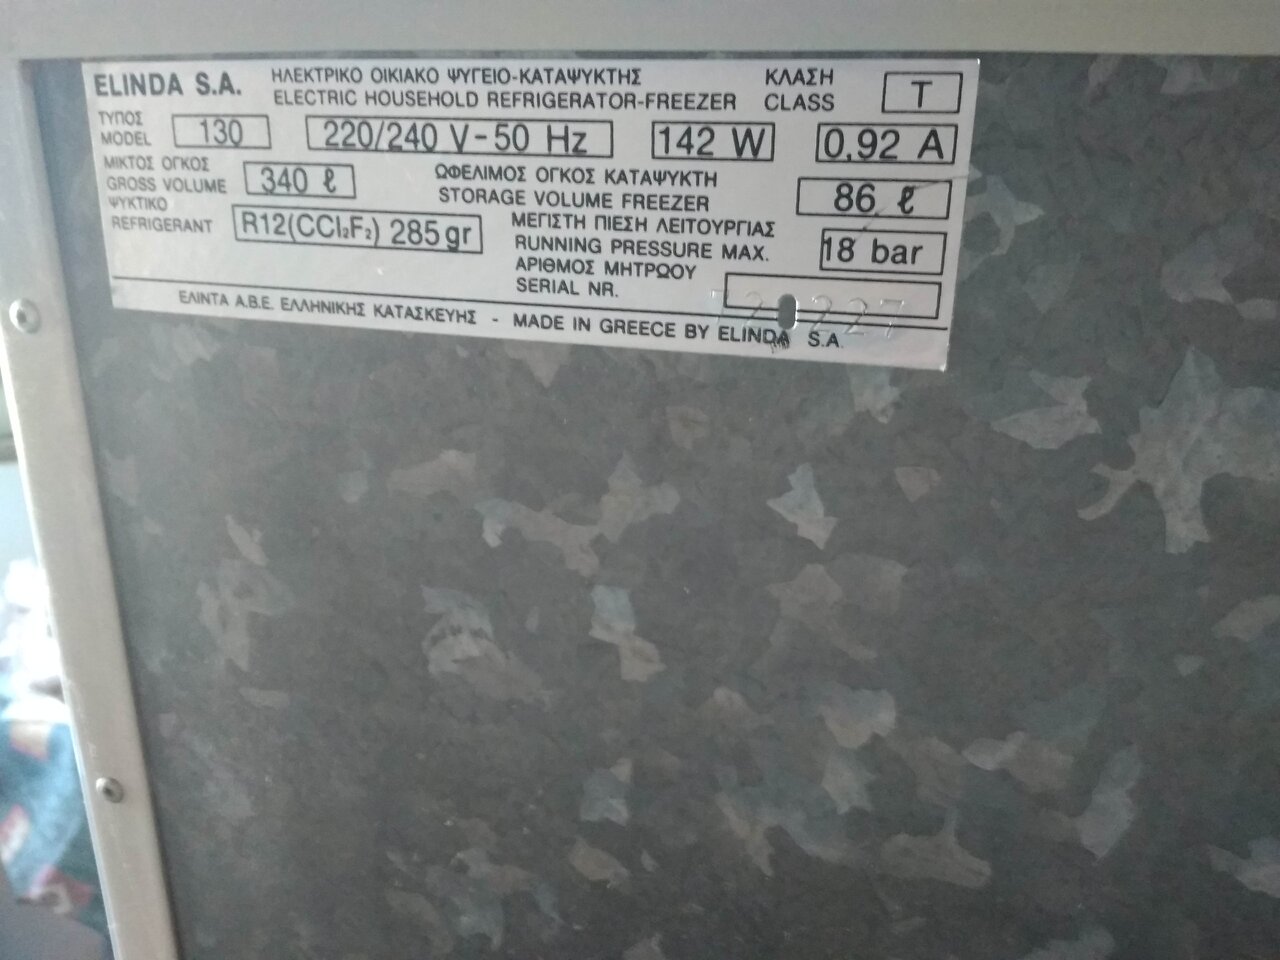 ELINDA S.A.
ΗΛΕΚΤΡΙΚΟ ΟΙΚΙΑΚΟ ΨΥΓΕΙΟ-ΚΑΤΑΨΥΚΤΗΣ
ELECTRIC HOUSEHOLD REFRIGERATOR-FREEZER
ΚΛΑΣΗ
CLASS
T
ΤΥΠΟΣ
MODEL
130
220/240 V-50 Hz
142 W
0,92 A
ΜΙΚΤΟΣ ΟΓΚΟΣ
GROSS VOLUME
340 ℓ
ΩΦΕΛΙΜΟΣ ΟΓΚΟΣ ΚΑΤΑΨΥΚΤΗ
STORAGE VOLUME FREEZER
86 ℓ
ΨΥΚΤΙΚΟ
REFRIGERANT
R12(CCl₂F₂) 285gr
ΜΕΓΙΣΤΗ ΠΙΕΣΗ ΛΕΙΤΟΥΡΓΙΑΣ
RUNNING PRESSURE MAX.
18 bar
ΑΡΙΘΜΟΣ ΜΗΤΡΩΟΥ
SERIAL NR.
ΕΛΙΝΤΑ Α.Β.Ε. ΕΛΛΗΝΙΚΗΣ ΚΑΤΑΣΚΕΥΗΣ - MADE IN GREECE BY ELINDA S.A.